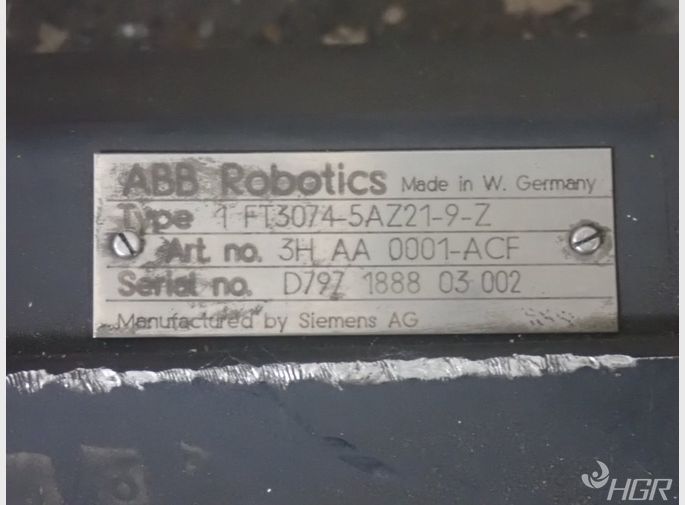 ABB Robotics Made in W. Germany
Type 1 FT3074-5AZ21-9-Z
Art. no. 3H AA 0001-ACF
Serial no. D797 1888 03 002
Manufactured by Siemens AG
HGR